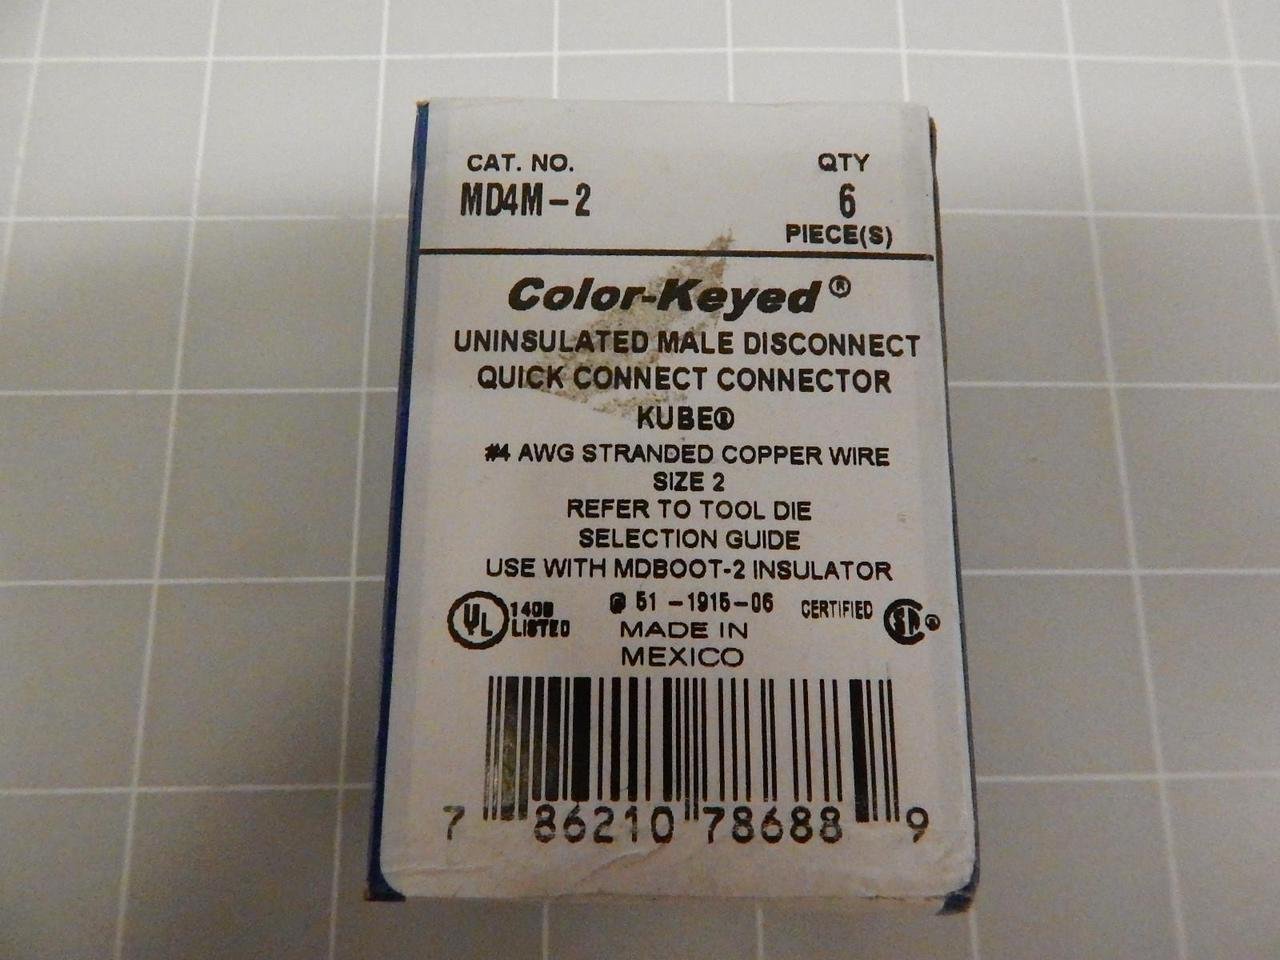 CAT. NO.
QTY
MD4M-2
6
PIECE(S)
Color-Keyed®
UNINSULATED MALE DISCONNECT
QUICK CONNECT CONNECTOR
KUBE®
#4 AWG STRANDED COPPER WIRE
SIZE 2
REFER TO TOOL DIE
SELECTION GUIDE
USE WITH MDBOOT-2 INSULATOR
UL
LISTED
@ 51 -1915-06
CERTIFIED
SA®
MADE IN
MEXICO
7 86210 78688 9